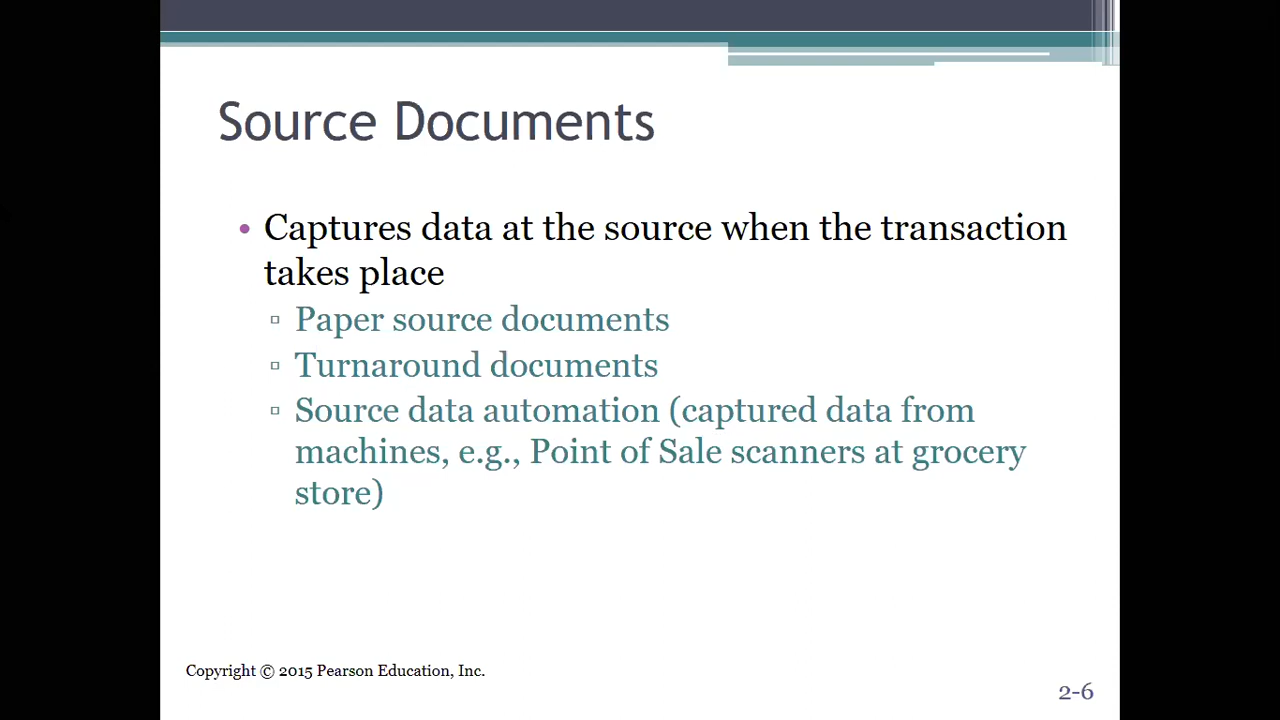 Source Documents
• Captures data at the source when the transaction
takes place
▫ Paper source documents
▫ Turnaround documents
▫ Source data automation (captured data from
machines, e.g., Point of Sale scanners at grocery
store)
Copyright © 2015 Pearson Education, Inc.
2-6